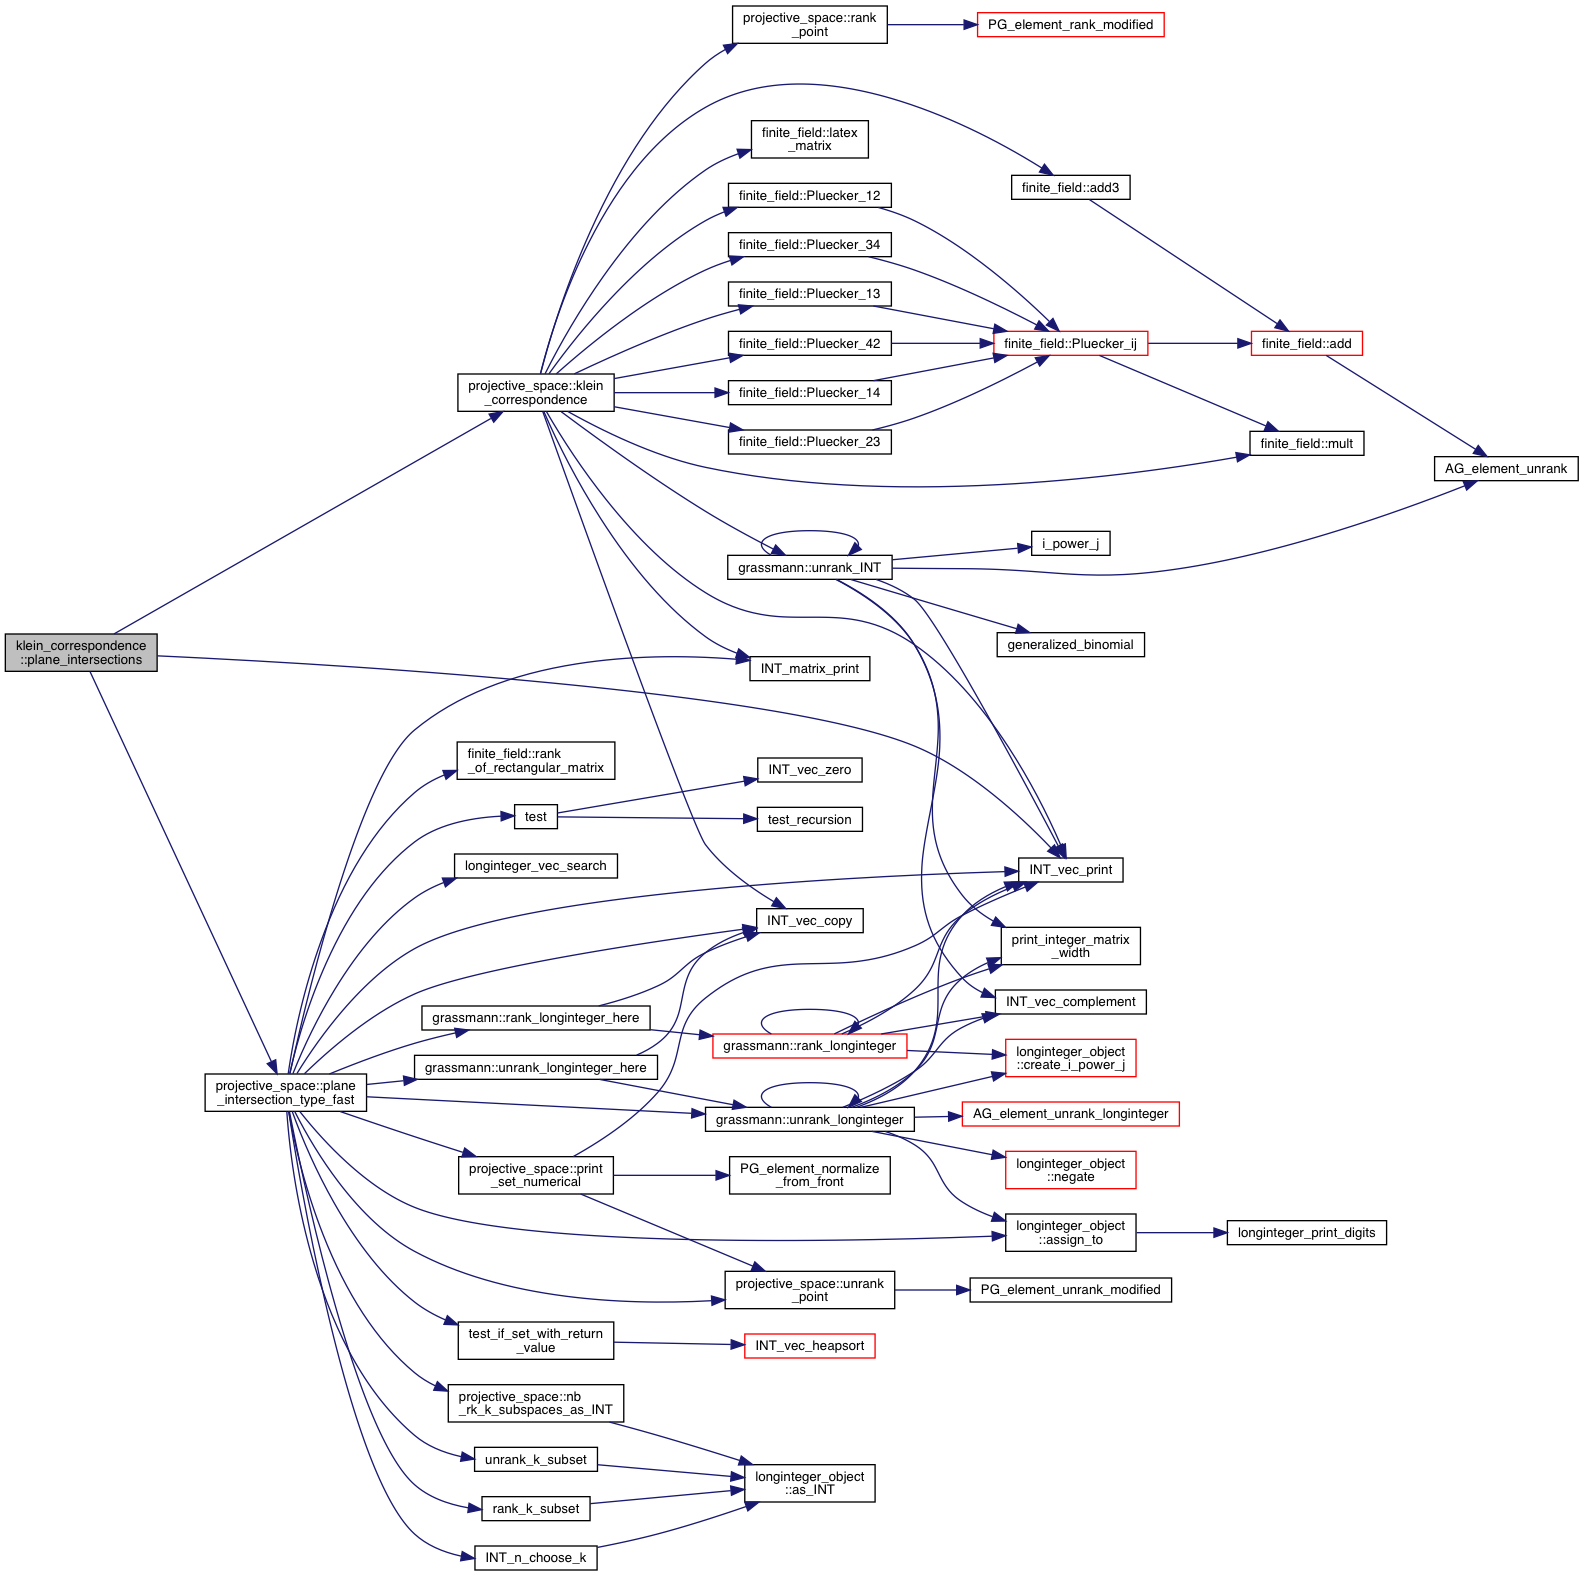 projective_space::rank
_point
PG_element_rank_modified
finite_field::latex
_matrix
finite_field::add3
finite_field::Pluecker_12
finite_field::Pluecker_34
finite_field::Pluecker_13
finite_field::Pluecker_42
finite_field::Pluecker_ij
finite_field::add
projective_space::klein
_correspondence
finite_field::Pluecker_14
finite_field::Pluecker_23
finite_field::mult
AG_element_unrank
i_power_j
grassmann::unrank_INT
generalized_binomial
klein_correspondence
::plane_intersections
INT_matrix_print
finite_field::rank
_of_rectangular_matrix
INT_vec_zero
test
test_recursion
longinteger_vec_search
INT_vec_print
INT_vec_copy
print_integer_matrix
_width
INT_vec_complement
grassmann::rank_longinteger_here
grassmann::rank_longinteger
longinteger_object
::create_i_power_j
grassmann::unrank_longinteger_here
projective_space::plane
_intersection_type_fast
grassmann::unrank_longinteger
AG_element_unrank_longinteger
projective_space::print
_set_numerical
PG_element_normalize
_from_front
longinteger_object
::negate
longinteger_object
::assign_to
longinteger_print_digits
projective_space::unrank
_point
PG_element_unrank_modified
test_if_set_with_return
_value
INT_vec_heapsort
projective_space::nb
_rk_k_subspaces_as_INT
unrank_k_subset
longinteger_object
::as_INT
rank_k_subset
INT_n_choose_k